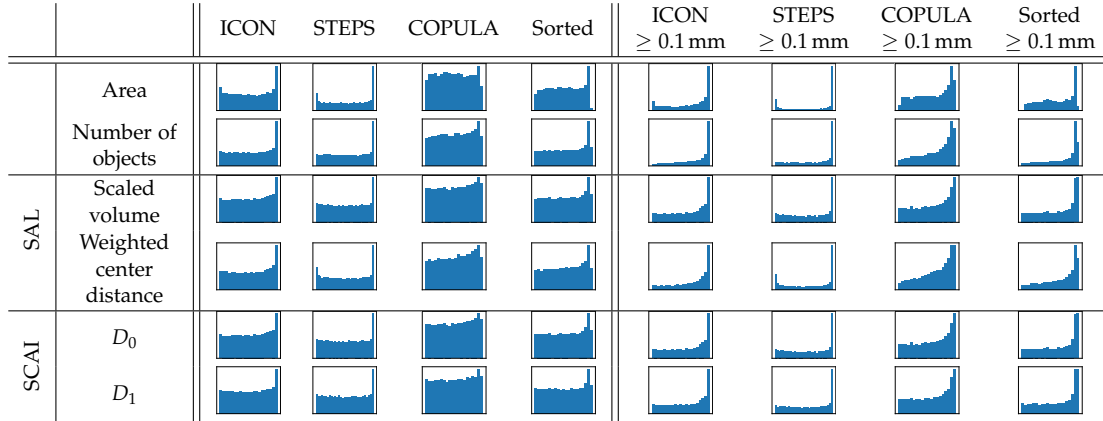 ICON STEPS COPULA Sorted ICON STEPS COPULA Sorted
≥ 0.1 mm ≥ 0.1 mm ≥ 0.1 mm ≥ 0.1 mm
Area
Number of
objects
SAL
Scaled
volume
Weighted
center
distance
SCAI
D₀
D₁